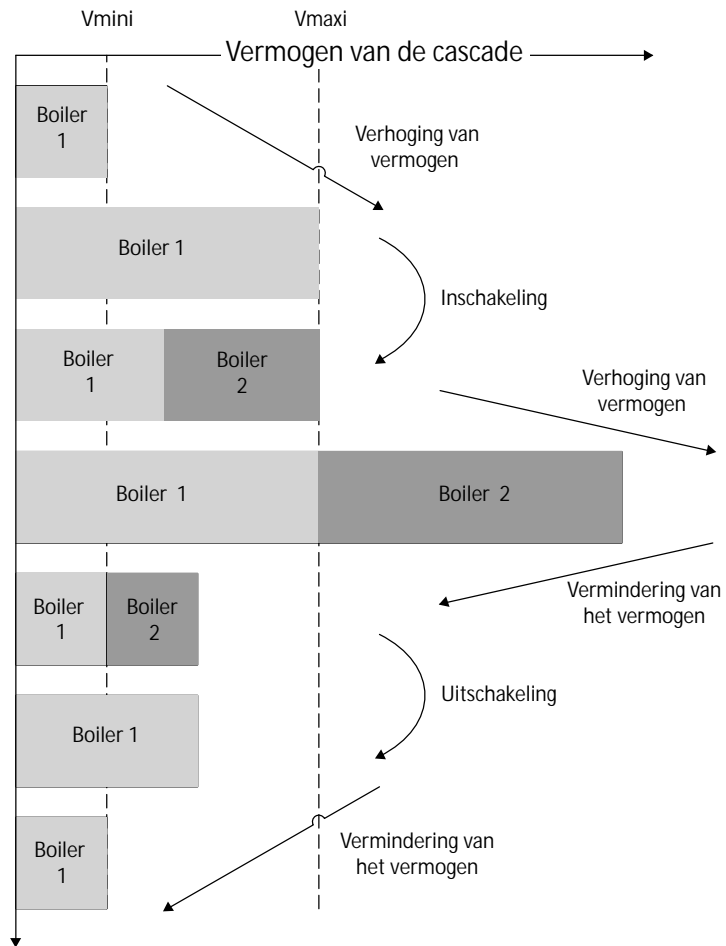 Vmini
Vmaxi
Vermogen van de cascade
Boiler
1
Verhoging van
vermogen
Boiler 1
Inschakeling
Boiler
1
Boiler
2
Verhoging van
vermogen
Boiler 1
Boiler 2
Vermindering van
het vermogen
Boiler
1
Boiler
2
Uitschakeling
Boiler 1
Vermindering van
het vermogen
Boiler
1